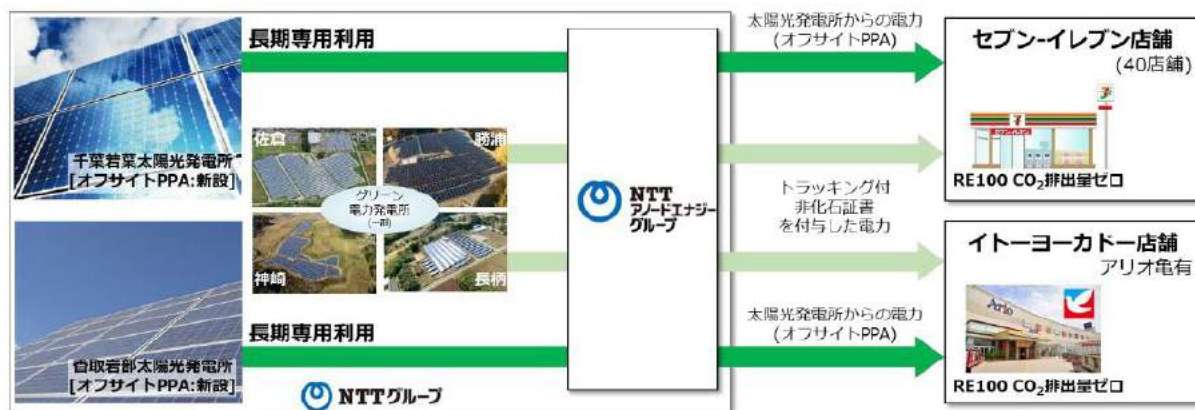 長期専用利用
千葉若葉太陽光発電所
[オフサイトPPA:新設]
佐倉
勝浦
グリーン
電力発電所
(一部)
神崎
長柄
長期専用利用
香取岩部太陽光発電所
[オフサイトPPA:新設]
NTTグループ
NTT
アノードエナジー
グループ
太陽光発電所からの電力
(オフサイトPPA)
トラッキング付
非化石証書
を付与した電力
太陽光発電所からの電力
(オフサイトPPA)
セブン-イレブン店舗
(40店舗)
RE100 CO₂排出量ゼロ
イトーヨーカドー店舗
アリオ亀有
Ario
RE100 CO₂排出量ゼロ